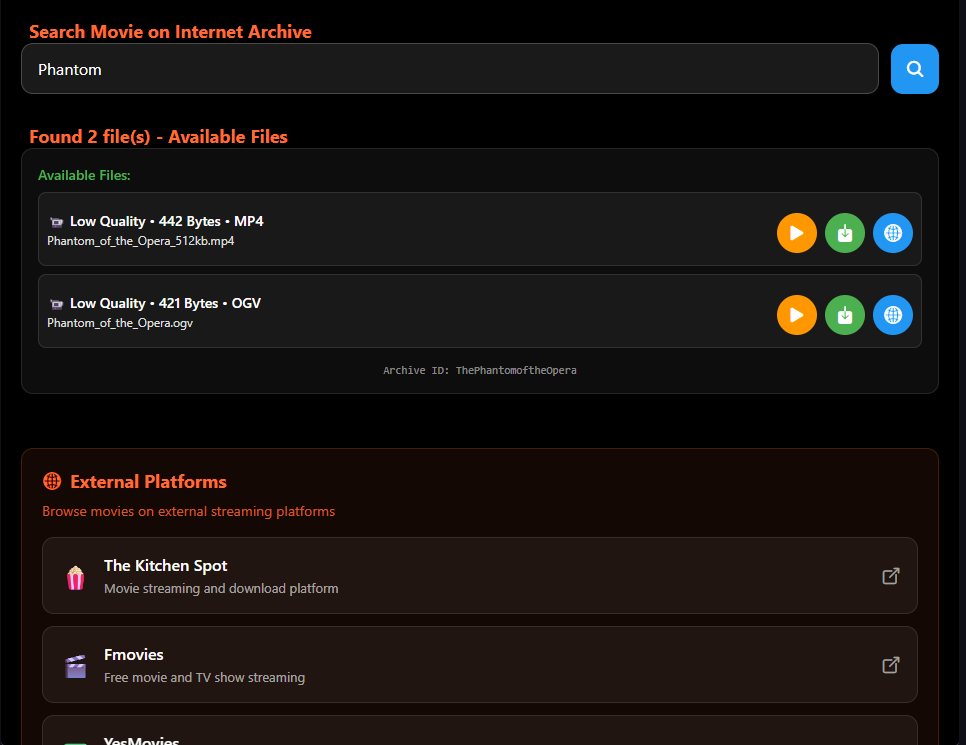 Search Movie on Internet Archive
Phantom
Found 2 file(s) - Available Files
Available Files:
Low Quality • 442 Bytes • MP4
Phantom_of_the_Opera_512kb.mp4
Low Quality • 421 Bytes • OGV
Phantom_of_the_Opera.ogv
Archive ID: ThePhantomoftheOpera
External Platforms
Browse movies on external streaming platforms
The Kitchen Spot
Movie streaming and download platform
Fmovies
Free movie and TV show streaming
YesMovies